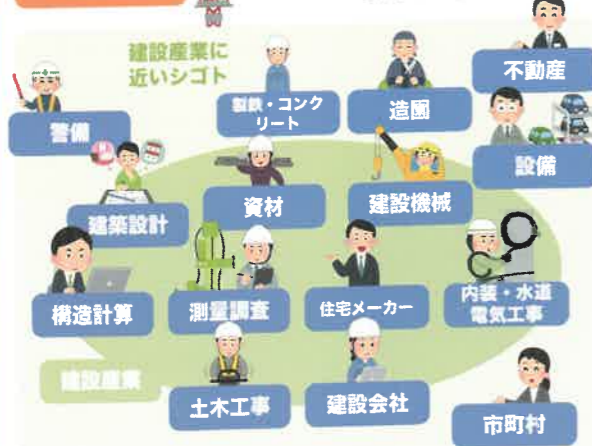 建設産業に
近いシゴト
不動産
製鉄・コンク
リート
造園
警備
設備
建築設計
資材
建設機械
構造計算
測量調査
住宅メーカー
内装・水道
電気工事
建設産業
土木工事
建設会社
市町村